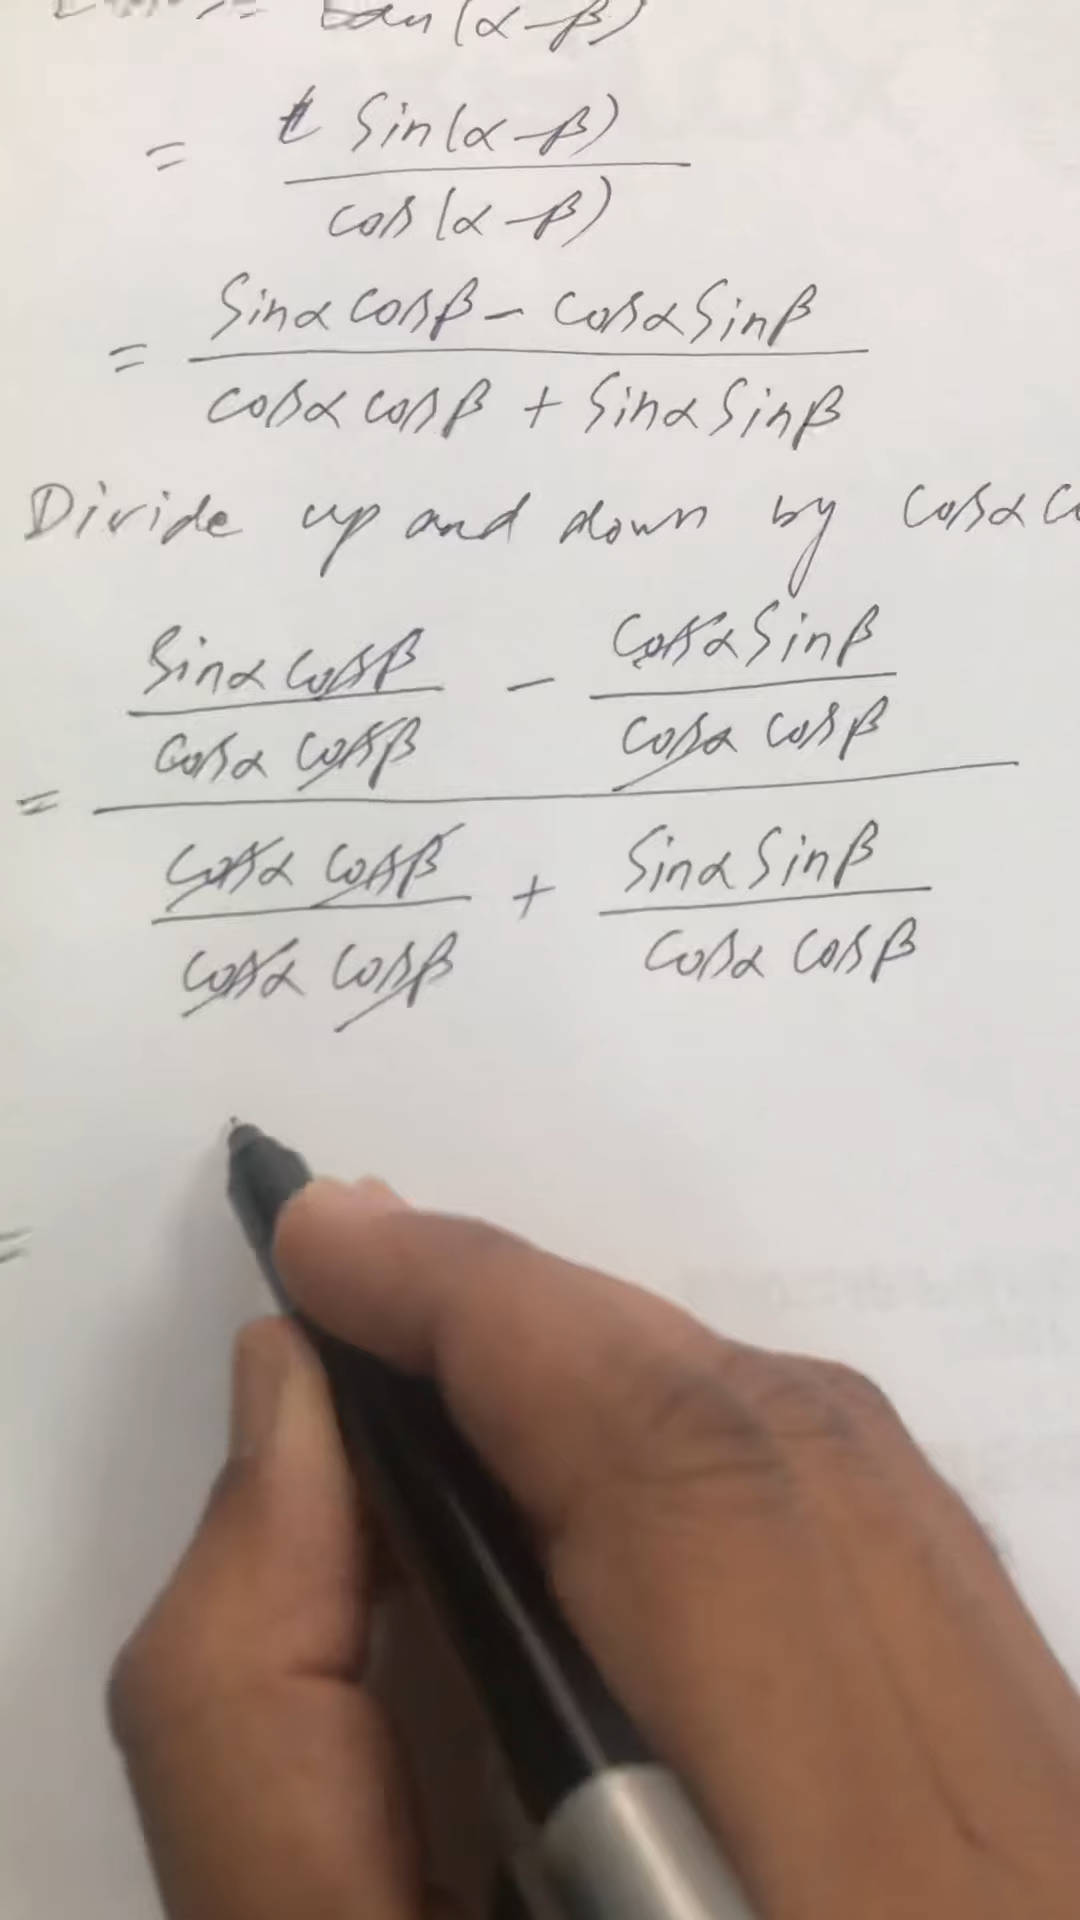 = tan(α-β)
= Sin(α-β)
cos(α-β)
= Sinα cosβ - cosα Sinβ
cosα cosβ + Sinα Sinβ
Divide up and down by cosα
Sinα cosβ - cosα Sinβ
cosα cosβ cosα cosβ
=
cosα cosβ + Sinα Sinβ
cosα cosβ cosα cosβ
=